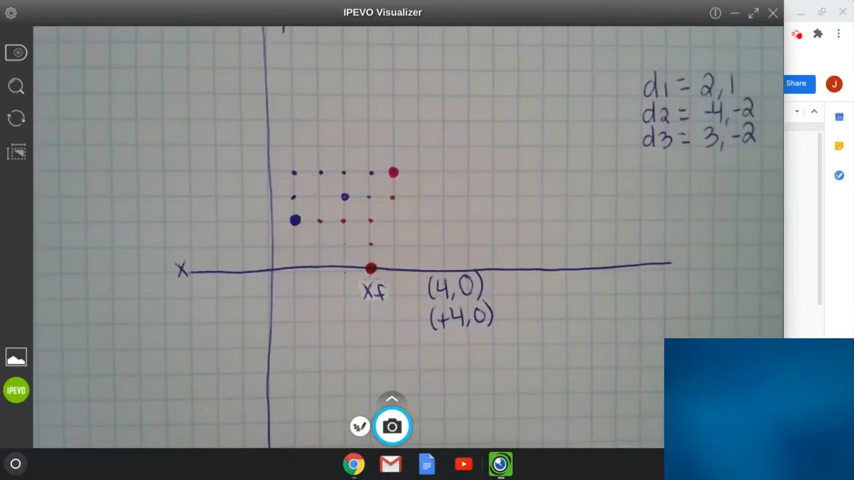 IPEVO Visualizer
Share
J
d1 = 2, 1
d2 = -4, -2
d3 = 3, -2
X
Xf
(4,0)
(+4,0)
IPEVO